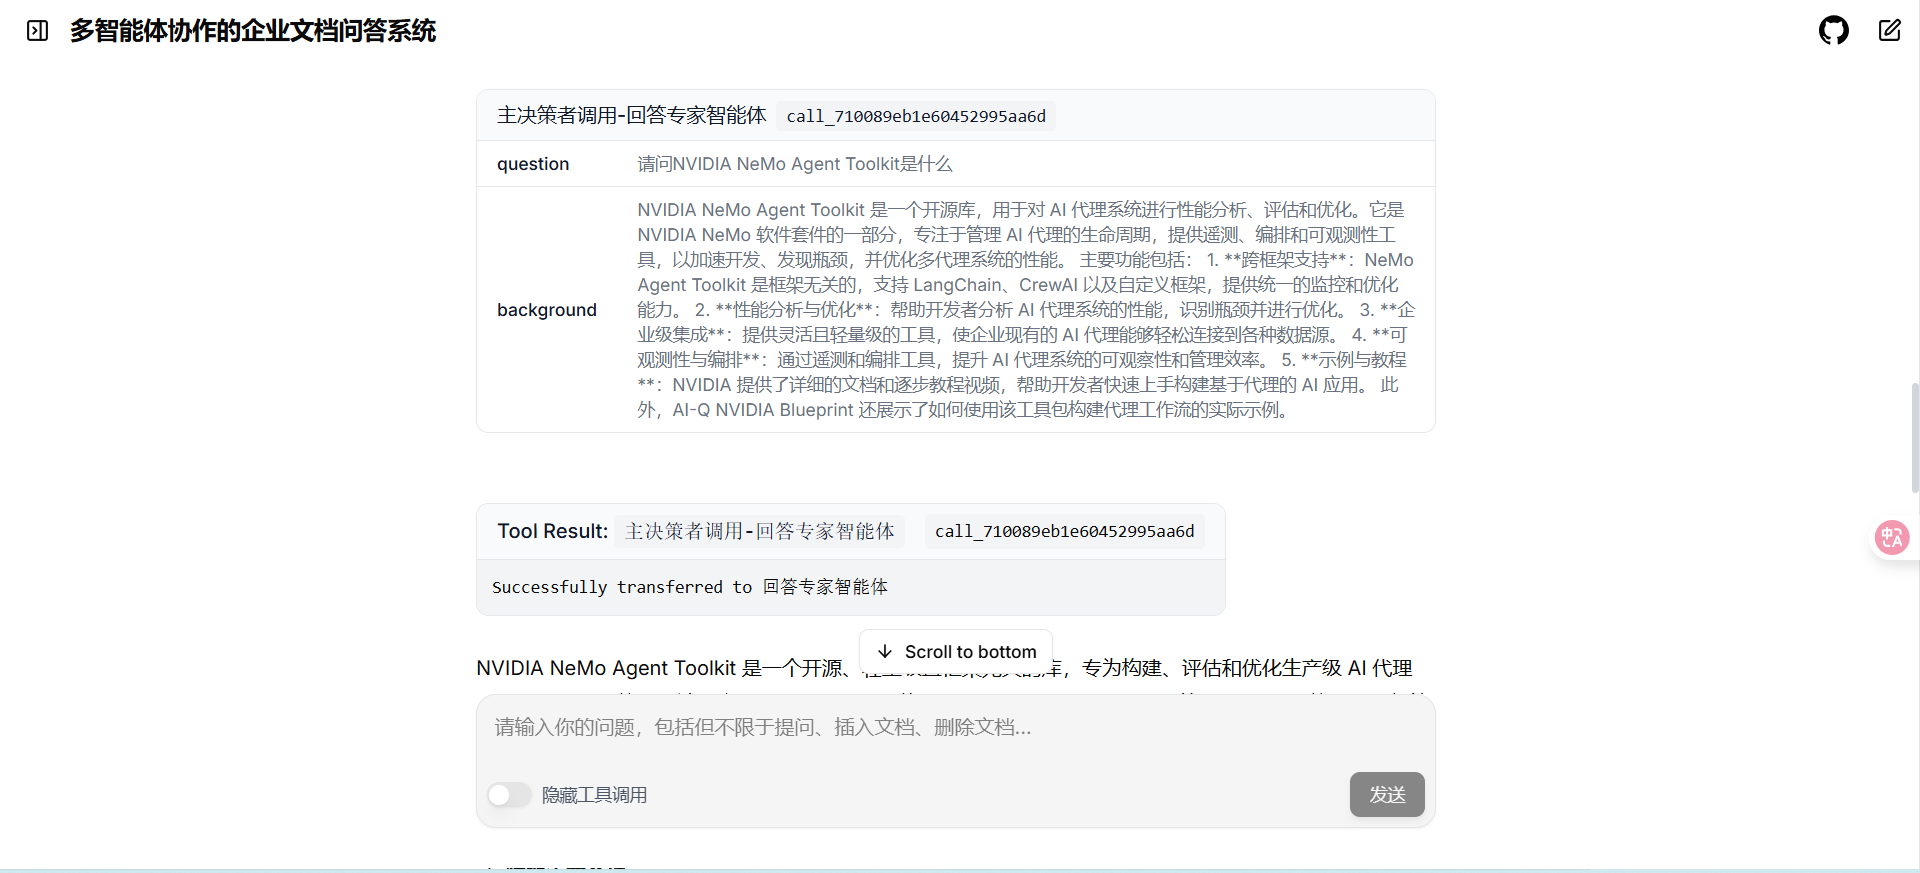 多智能体协作的企业文档问答系统
主决策者调用-回答专家智能体 call_710089eb1e60452995aa6d
question 请问NVIDIA NeMo Agent Toolkit是什么
background
NVIDIA NeMo Agent Toolkit 是一个开源库，用于对 AI 代理系统进行性能分析、评估和优化。它是
NVIDIA NeMo 软件套件的一部分，专注于管理 AI 代理的生命周期，提供遥测、编排和可观测性工
具，以加速开发、发现瓶颈，并优化多代理系统的性能。 主要功能包括： 1. **跨框架支持**：NeMo
Agent Toolkit 是框架无关的，支持 LangChain、CrewAI 以及自定义框架，提供统一的监控和优化
能力。 2. **性能分析与优化**：帮助开发者分析 AI 代理系统的性能，识别瓶颈并进行优化。 3. **企
业级集成**：提供灵活且轻量级的工具，使企业现有的 AI 代理能够轻松连接到各种数据源。 4. **可
观测性与编排**：通过遥测和编排工具，提升 AI 代理系统的可观察性和管理效率。 5. **示例与教程
**：NVIDIA 提供了详细的文档和逐步教程视频，帮助开发者快速上手构建基于代理的 AI 应用。 此
外，AI-Q NVIDIA Blueprint 还展示了如何使用该工具包构建代理工作流的实际示例。
Tool Result: 主决策者调用-回答专家智能体 call_710089eb1e60452995aa6d
Successfully transferred to 回答专家智能体
Scroll to bottom
NVIDIA NeMo Agent Toolkit 是一个开源、库，专为构建、评估和优化生产级 AI 代理
请输入你的问题，包括但不限于提问、插入文档、删除文档...
隐藏工具调用
发送